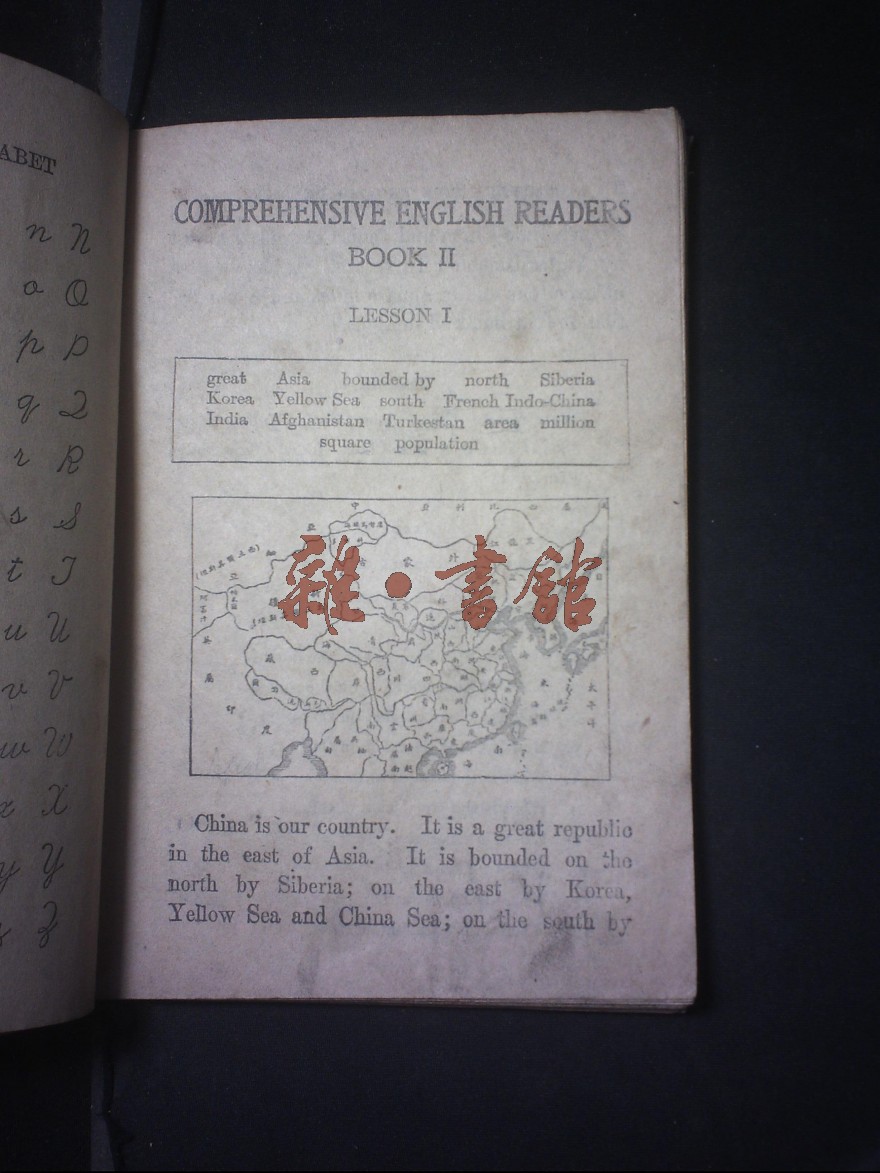 ABET
n N
o O
p P
q Q
r R
s S
t T
u U
v V
w W
x X
y Y
z Z
COMPREHENSIVE ENGLISH READERS
BOOK II
LESSON I
great Asia bounded by north Siberia
Korea Yellow Sea south French Indo-China
India Afghanistan Turkestan area million
square population
雜·書館
China is our country. It is a great republic
in the east of Asia. It is bounded on the
north by Siberia; on the east by Korea,
Yellow Sea and China Sea; on the south by